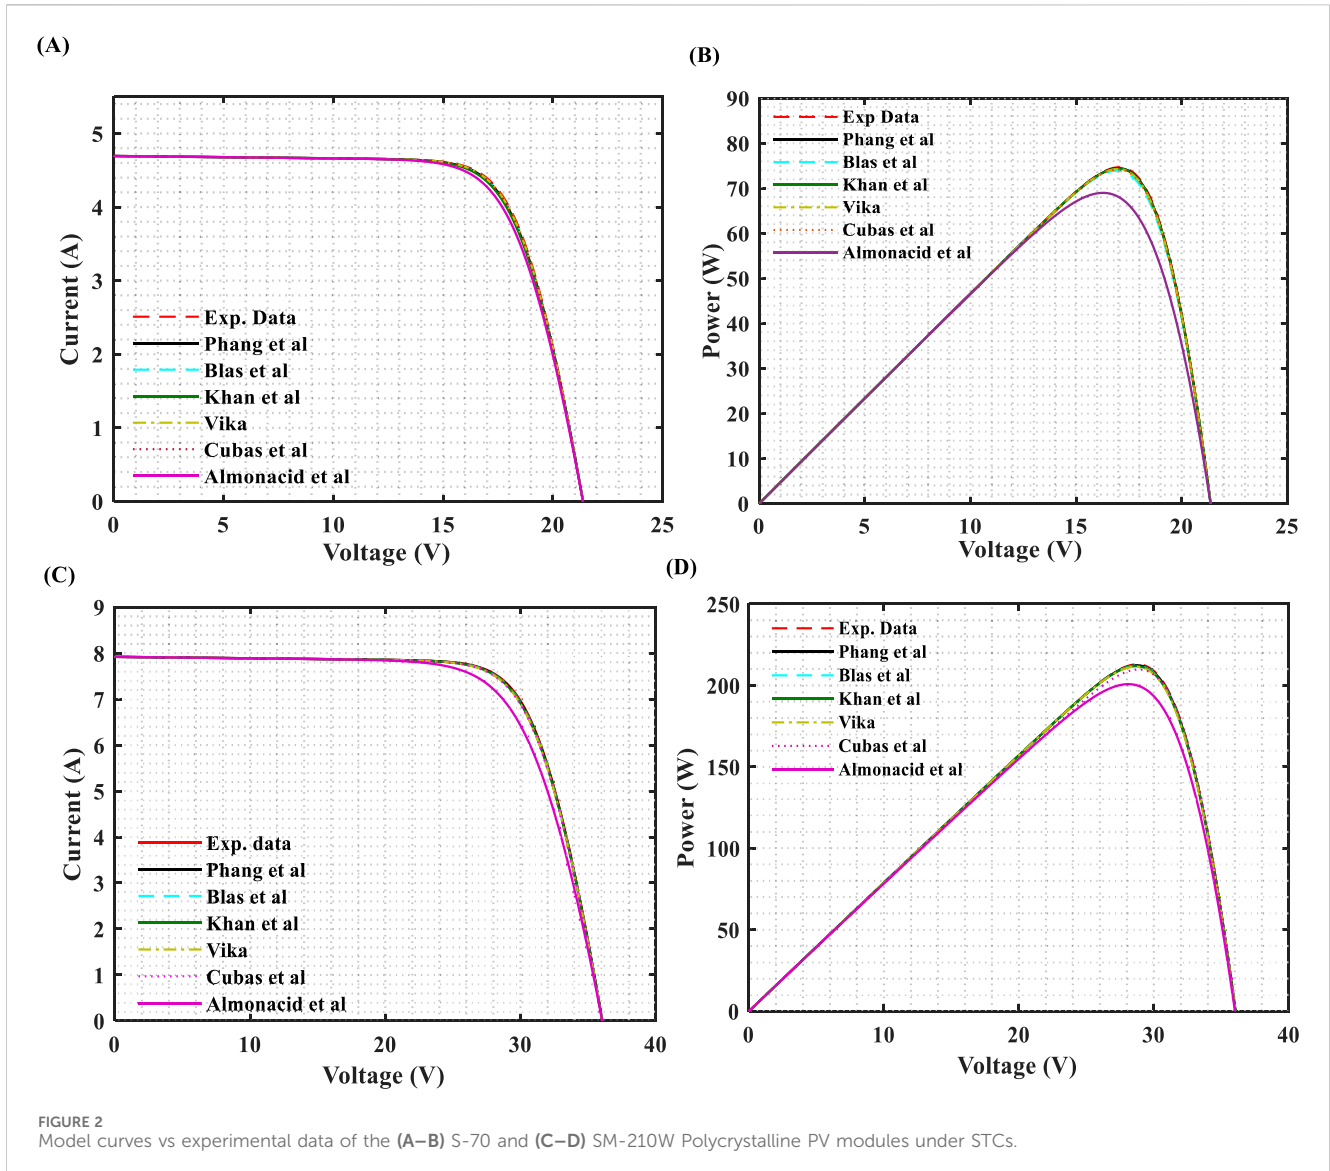 (A)
5
4
3
2
1
0
Current (A)
Exp. Data
Phang et al
Blas et al
Khan et al
Vika
Cubas et al
Almonacid et al
0 5 10 15 20 25
Voltage (V)
(B)
90
80
70
60
50
40
30
20
10
0
Power (W)
Exp Data
Phang et al
Blas et al
Khan et al
Vika
Cubas et al
Almonacid et al
0 5 10 15 20 25
Voltage (V)
(C)
9
8
7
6
5
4
3
2
1
0
Current (A)
Exp. data
Phang et al
Blas et al
Khan et al
Vika
Cubas et al
Almonacid et al
0 10 20 30 40
Voltage (V)
(D)
250
200
150
100
50
0
Power (W)
Exp. Data
Phang et al
Blas et al
Khan et al
Vika
Cubas et al
Almonacid et al
0 10 20 30 40
Voltage (V)
FIGURE 2
Model curves vs experimental data of the (A–B) S-70 and (C–D) SM-210W Polycrystalline PV modules under STCs.